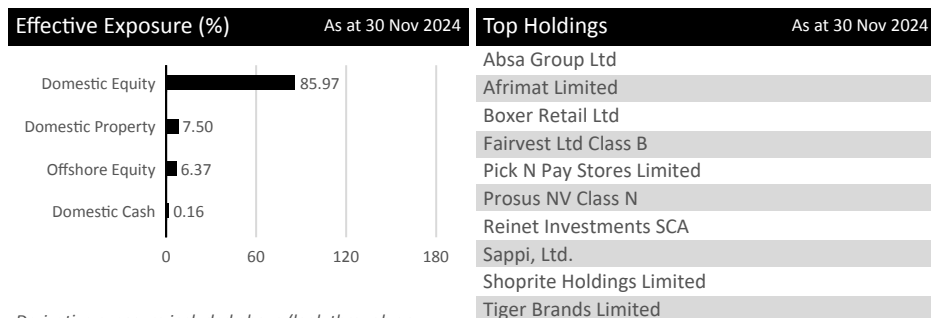 Effective Exposure (%) As at 30 Nov 2024
Domestic Equity 85.97
Domestic Property 7.50
Offshore Equity 6.37
Domestic Cash 0.16
0 60 120 180
Top Holdings As at 30 Nov 2024
Absa Group Ltd
Afrimat Limited
Boxer Retail Ltd
Fairvest Ltd Class B
Pick N Pay Stores Limited
Prosus NV Class N
Reinet Investments SCA
Sappi, Ltd.
Shoprite Holdings Limited
Tiger Brands Limited